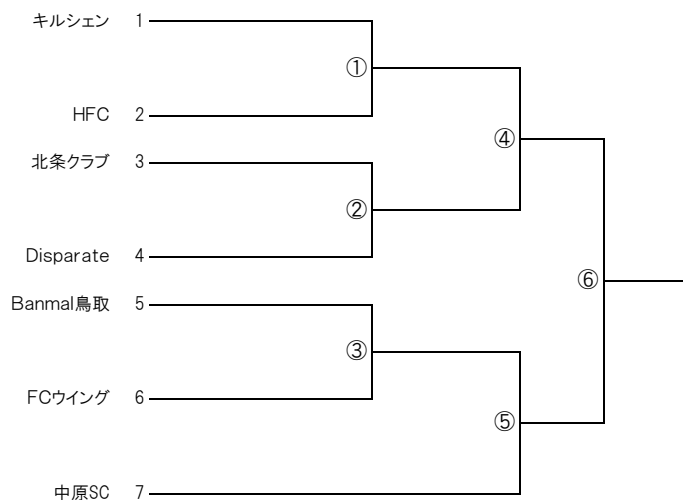 キルシェン 1
①
HFC 2
④
北条クラブ 3
②
Disparate 4
⑥
Banmal鳥取 5
③
FCウイング 6
⑤
中原SC 7